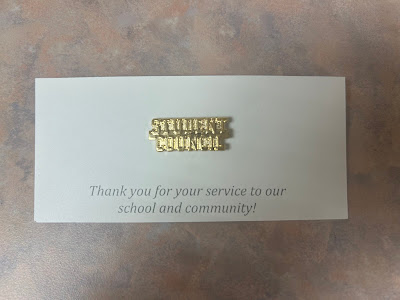 STUDENT
COUNCIL
Thank you for your service to our
school and community!